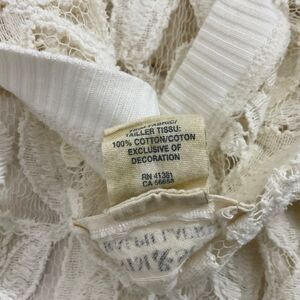 FABRIC/
TAILLER TISSU:
100% COTTON/COTON
EXCLUSIVE OF
DECORATION
RN 41381
CA 56658